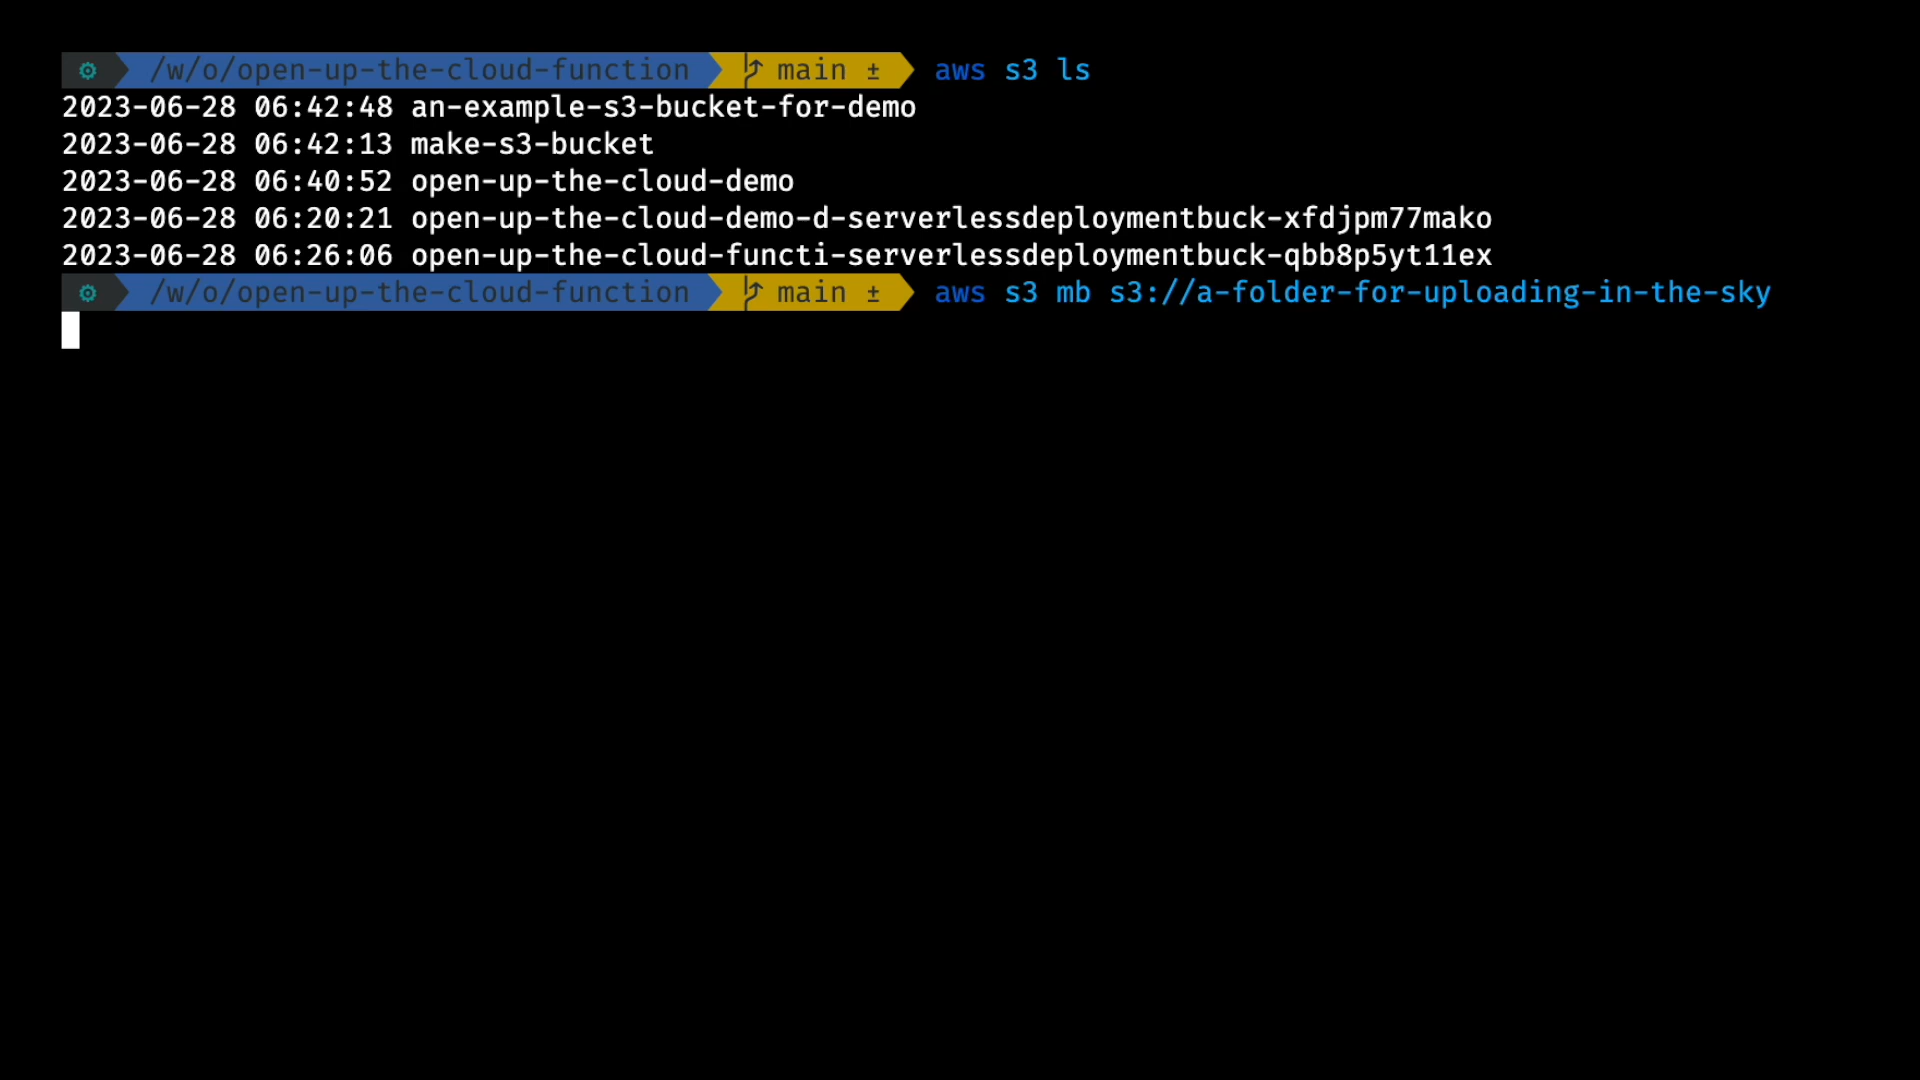 ⚙ /w/o/open-up-the-cloud-function main ± aws s3 ls
2023-06-28 06:42:48 an-example-s3-bucket-for-demo
2023-06-28 06:42:13 make-s3-bucket
2023-06-28 06:40:52 open-up-the-cloud-demo
2023-06-28 06:20:21 open-up-the-cloud-demo-d-serverlessdeploymentbuck-xfdjpm77mako
2023-06-28 06:26:06 open-up-the-cloud-functi-serverlessdeploymentbuck-qbb8p5yt11ex
⚙ /w/o/open-up-the-cloud-function main ± aws s3 mb s3://a-folder-for-uploading-in-the-sky